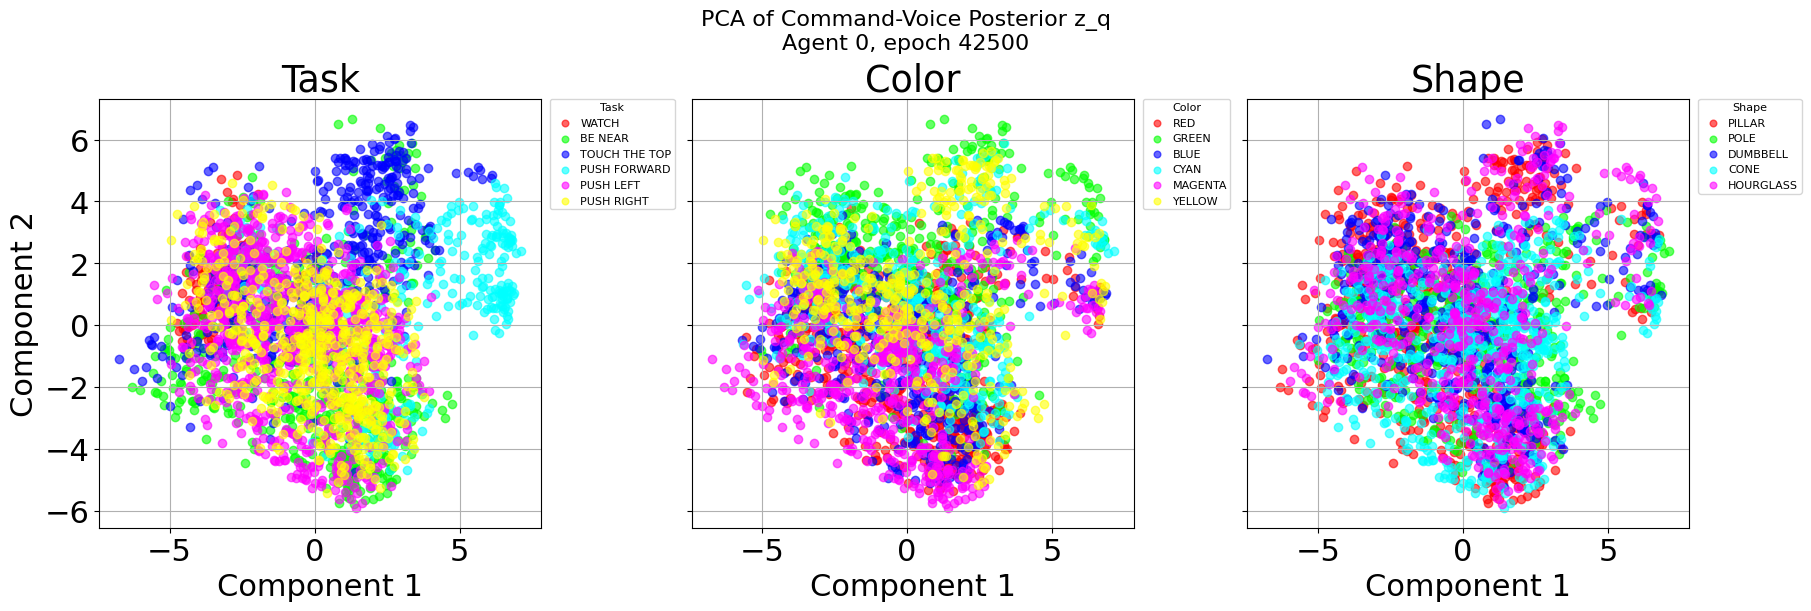 PCA of Command-Voice Posterior z_q
Agent 0, epoch 42500
Task
Component 2
6
4
2
0
−2
−4
−6
−5
0
5
Component 1
Task
WATCH
BE NEAR
TOUCH THE TOP
PUSH FORWARD
PUSH LEFT
PUSH RIGHT
Color
−5
0
5
Component 1
Color
RED
GREEN
BLUE
CYAN
MAGENTA
YELLOW
Shape
−5
0
5
Component 1
Shape
PILLAR
POLE
DUMBBELL
CONE
HOURGLASS